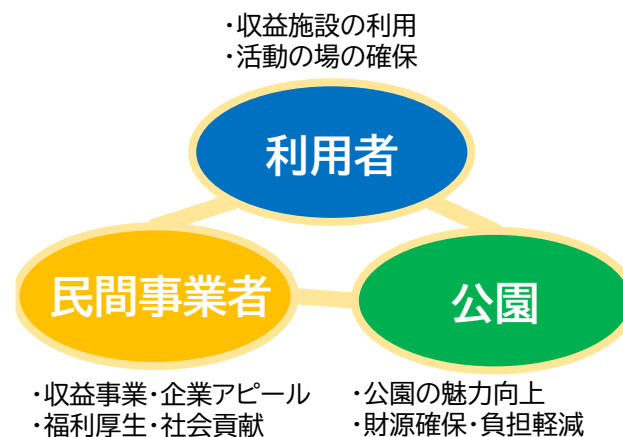 ・収益施設の利用
・活動の場の確保
利用者
民間事業者
公園
・収益事業・企業アピール
・福利厚生・社会貢献
・公園の魅力向上
・財源確保・負担軽減